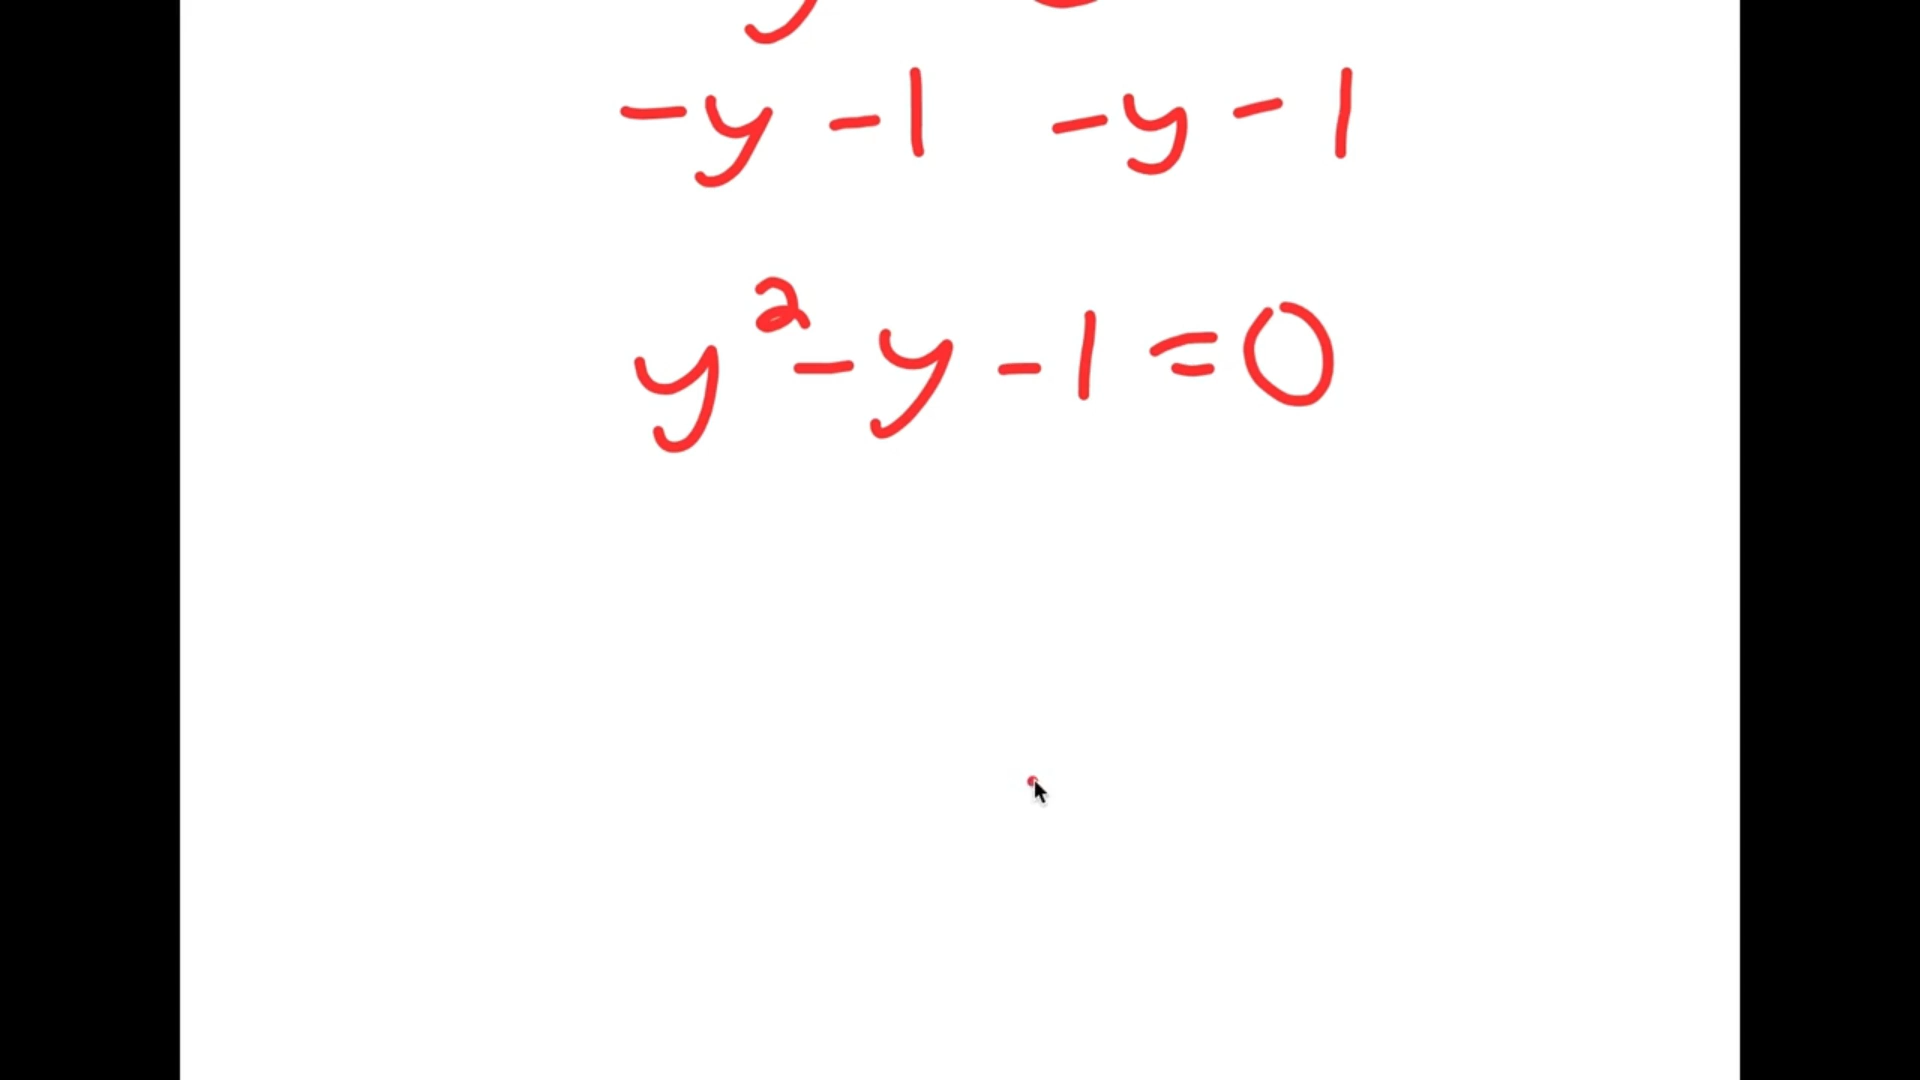 -y -1 -y - 1
y² - y - 1 = 0